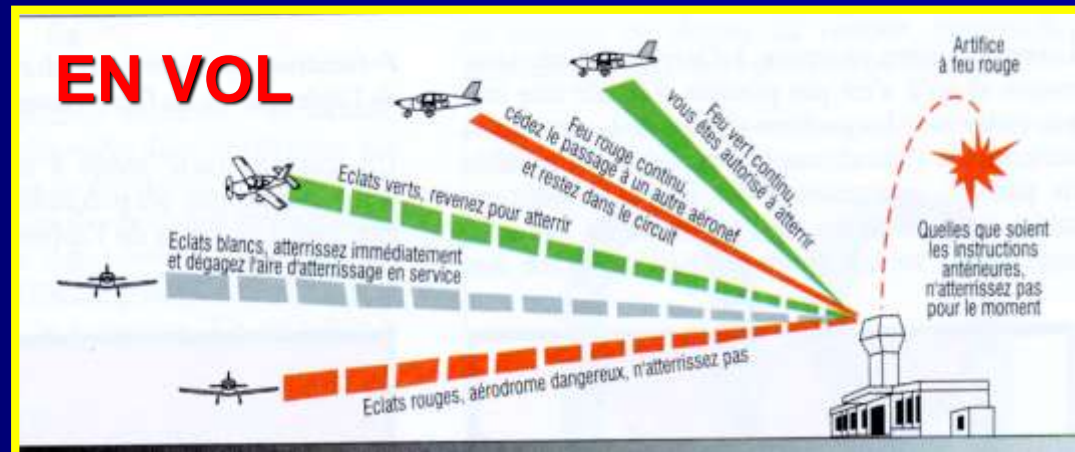 EN VOL
Feu vert continu,
vous êtes autorisé à atterrir
Feu rouge continu,
cédez le passage à un autre aéronef
et restez dans le circuit
Eclats verts, revenez pour atterrir
Eclats blancs, atterrissez immédiatement
et dégagez l'aire d'atterrissage en service
Eclats rouges, aérodrome dangereux, n'atterrissez pas
Artifice
à feu rouge
Quelles que soient
les instructions
antérieures,
n'atterrissez pas
pour le moment